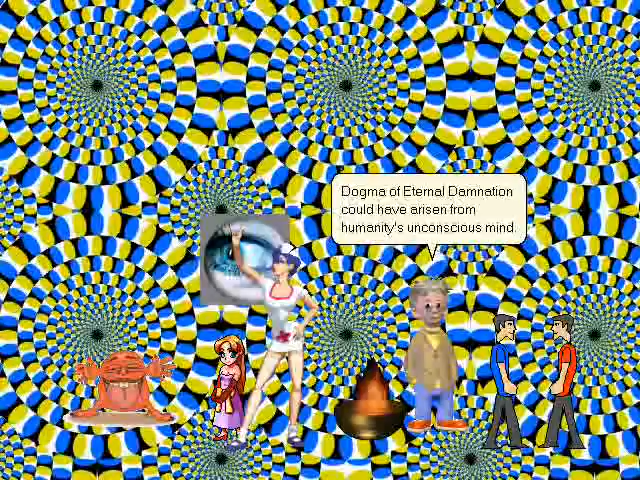 Dogma of Eternal Damnation
could have arisen from
humanity's unconscious mind.